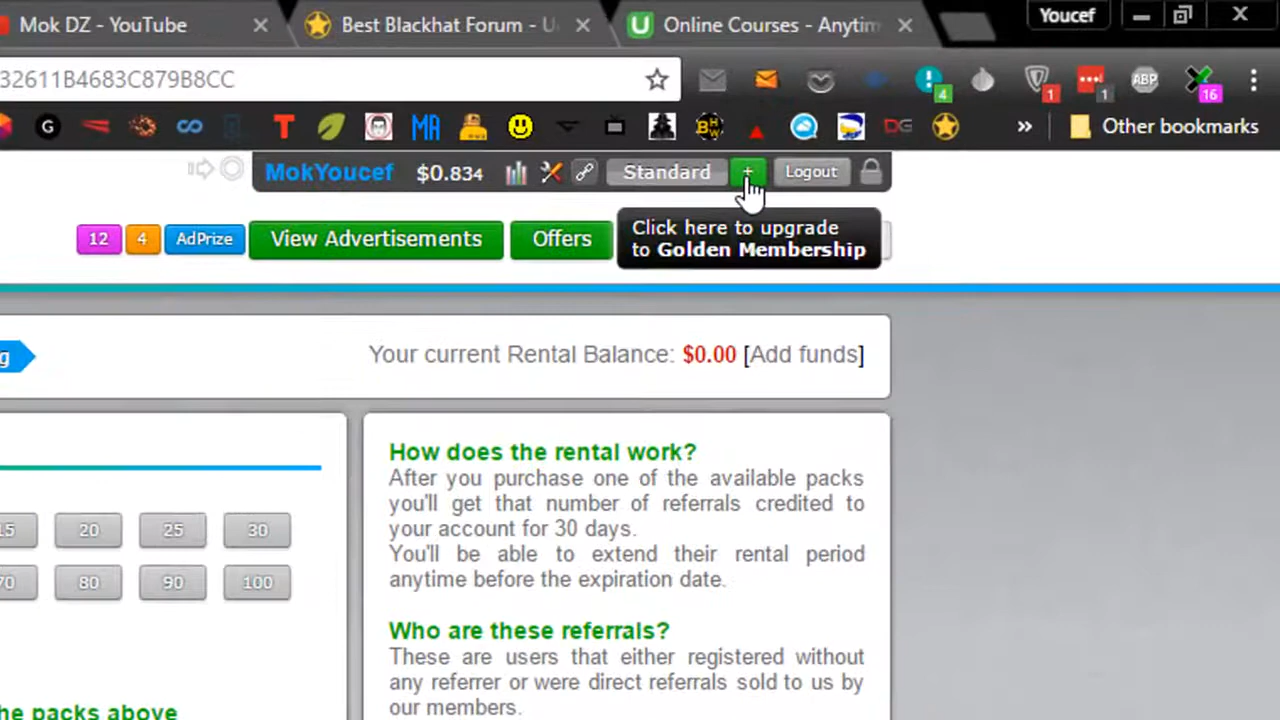 Mok DZ - YouTube
Best Blackhat Forum - U
Online Courses - Anytim
Youcef
32611B4683C879B8CC
4
1
1
ABP
16
G
T
MA
BHW
DG
»
Other bookmarks
MokYoucef $0.834 Standard + Logout
12 4 AdPrize View Advertisements Offers
Click here to upgrade
to Golden Membership
g
Your current Rental Balance: $0.00 [Add funds]
How does the rental work?
After you purchase one of the available packs
you'll get that number of referrals credited to
your account for 30 days.
You'll be able to extend their rental period
anytime before the expiration date.
15 20 25 30
70 80 90 100
Who are these referrals?
These are users that either registered without
any referrer or were direct referrals sold to us by
our members.
he packs above